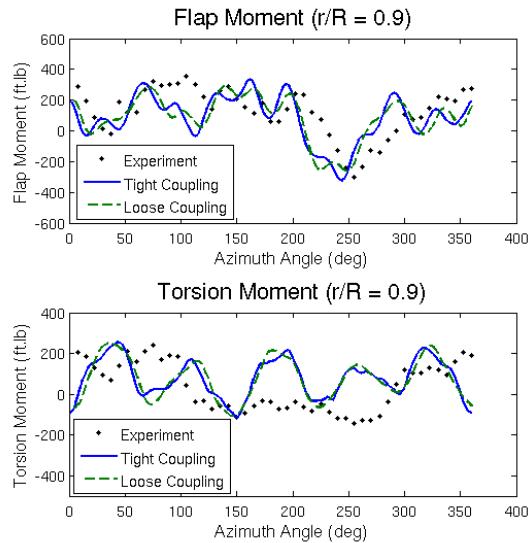 Flap Moment (r/R = 0.9)
600
400
200
0
-200
-400
-600
Flap Moment (ft.lb)
Experiment
Tight Coupling
Loose Coupling
0 50 100 150 200 250 300 350 400
Azimuth Angle (deg)
Torsion Moment (r/R = 0.9)
400
200
0
-200
-400
Torsion Moment (ft.lb)
Experiment
Tight Coupling
Loose Coupling
0 50 100 150 200 250 300 350 400
Azimuth Angle (deg)